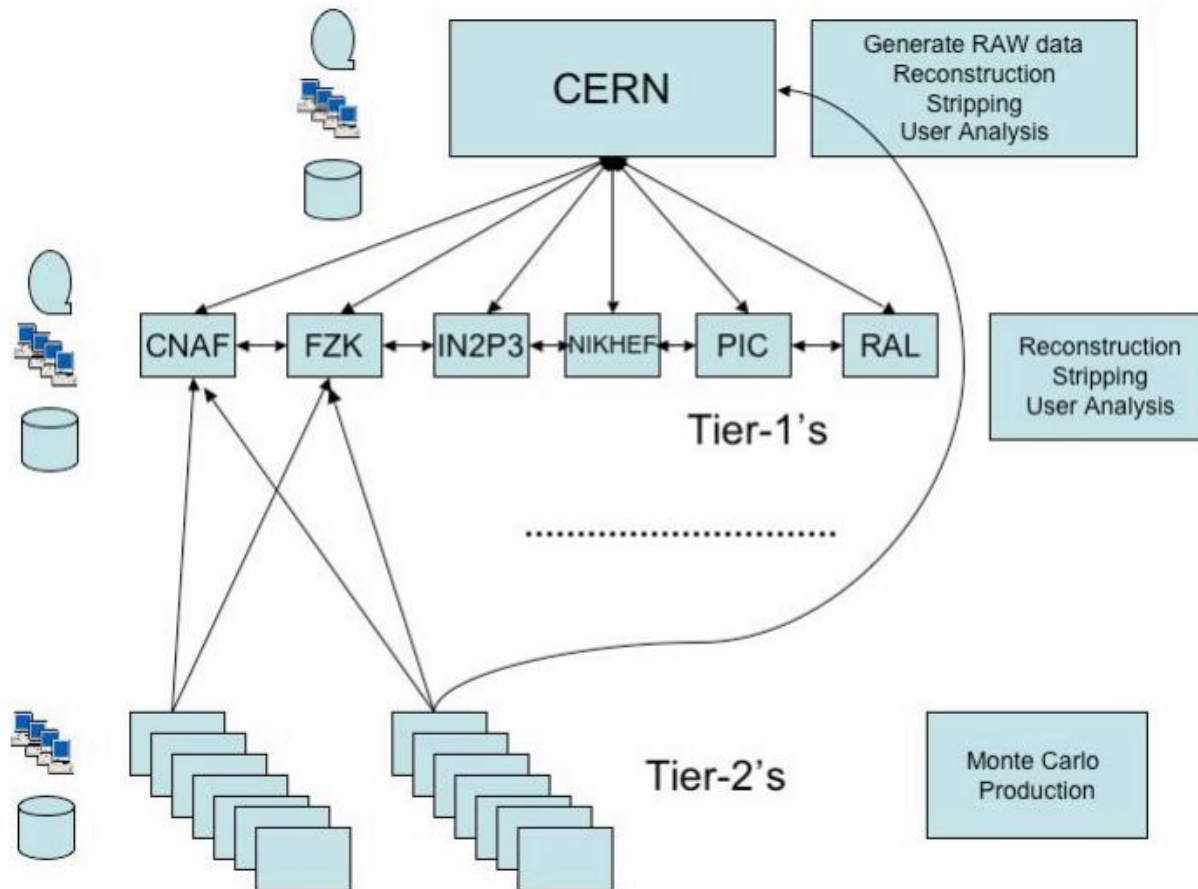 CERN
Generate RAW data
Reconstruction
Stripping
User Analysis
CNAF
FZK
IN2P3
NIKHEF
PIC
RAL
Reconstruction
Stripping
User Analysis
Tier-1's
Tier-2's
Monte Carlo
Production